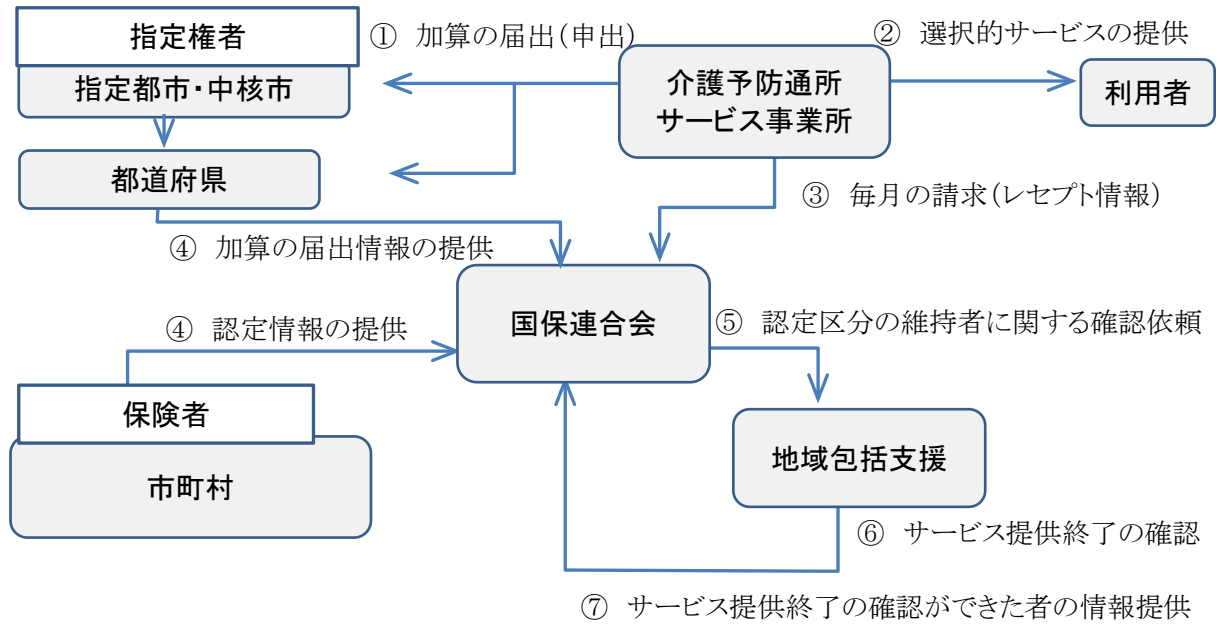 指定権者
① 加算の届出(申出)
② 選択的サービスの提供
指定都市・中核市
介護予防通所
サービス事業所
利用者
都道府県
③ 毎月の請求(レセプト情報)
④ 加算の届出情報の提供
国保連合会
④ 認定情報の提供
⑤ 認定区分の維持者に関する確認依頼
保険者
市町村
地域包括支援
⑥ サービス提供終了の確認
⑦ サービス提供終了の確認ができた者の情報提供